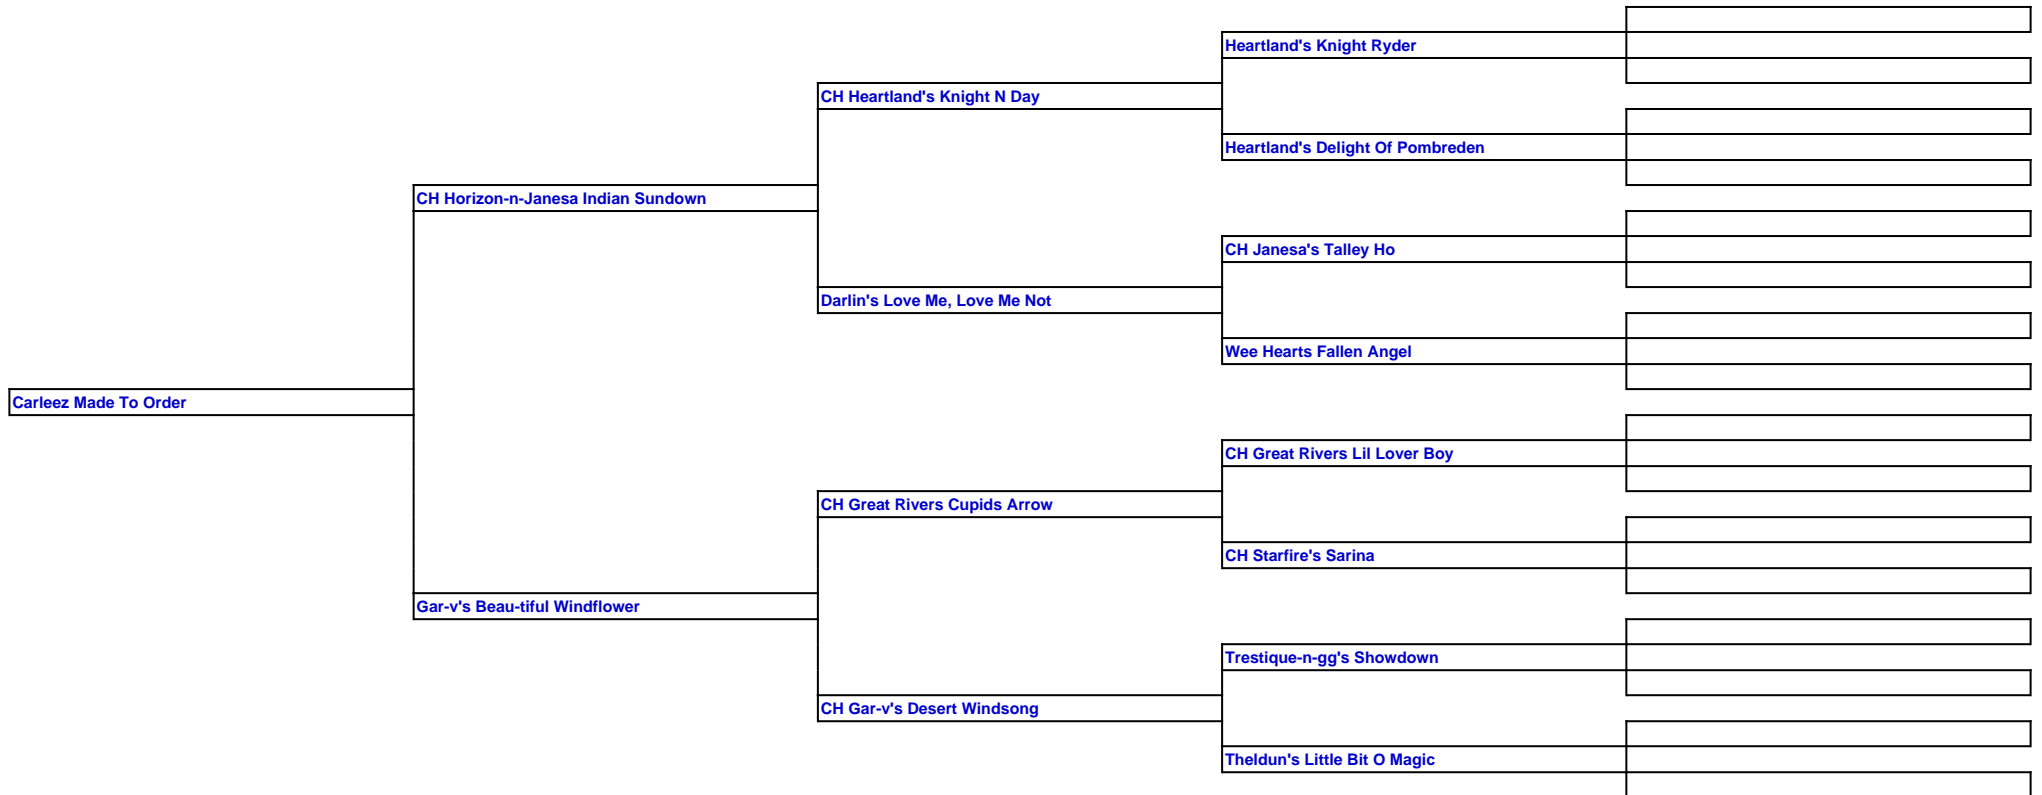 Heartland's Knight Ryder
CH Heartland's Knight N Day
Heartland's Delight Of Pombreden
CH Horizon-n-Janesa Indian Sundown
CH Janesa's Talley Ho
Darlin's Love Me, Love Me Not
Wee Hearts Fallen Angel
Carleez Made To Order
CH Great Rivers Lil Lover Boy
CH Great Rivers Cupids Arrow
CH Starfire's Sarina
Gar-v's Beau-tiful Windflower
Trestique-n-gg's Showdown
CH Gar-v's Desert Windsong
Theldun's Little Bit O Magic